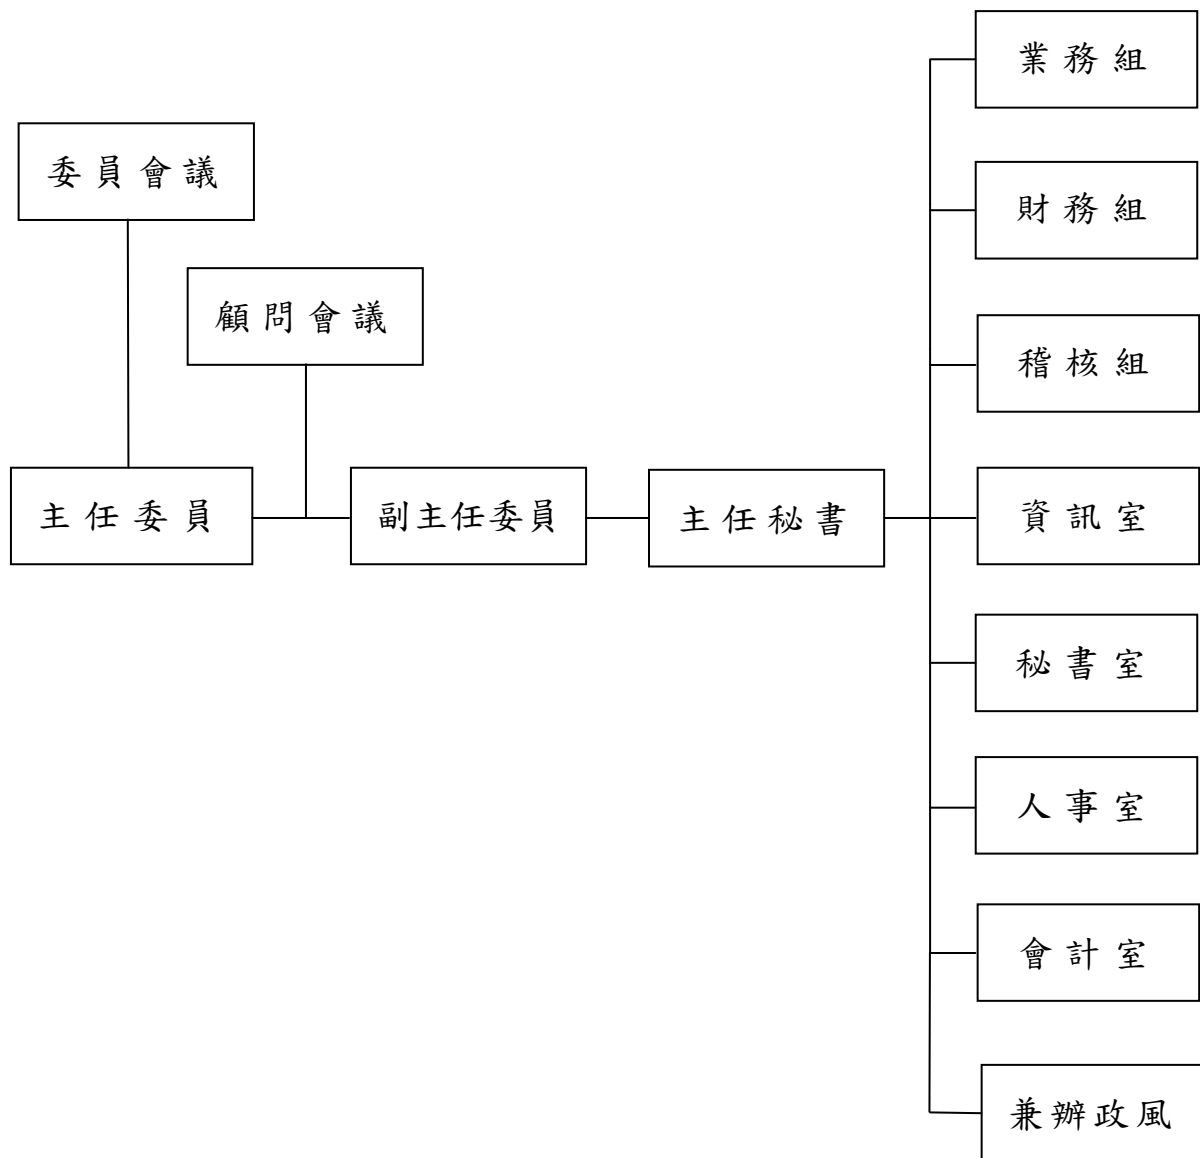 委員會議
顧問會議
主任委員
副主任委員
主任秘書
業務組
財務組
稽核組
資訊室
秘書室
人事室
會計室
兼辦政風